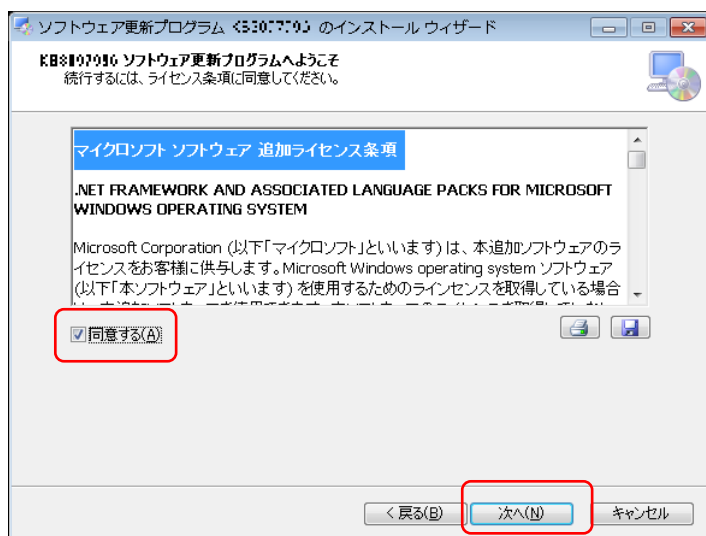 ソフトウェア更新プログラム のインストール ウィザード
ソフトウェア更新プログラムへようこそ
続行するには、ライセンス条項に同意してください。
マイクロソフト ソフトウェア 追加ライセンス条項
.NET FRAMEWORK AND ASSOCIATED LANGUAGE PACKS FOR MICROSOFT
WINDOWS OPERATING SYSTEM
Microsoft Corporation (以下「マイクロソフト」といいます) は、本追加ソフトウェアのラ
イセンスをお客様に供与します。Microsoft Windows operating system ソフトウェア
(以下「本ソフトウェア」といいます) を使用するためのラインセンスを取得している場合
同意する(A)
< 戻る(B)
次へ(N)
キャンセル